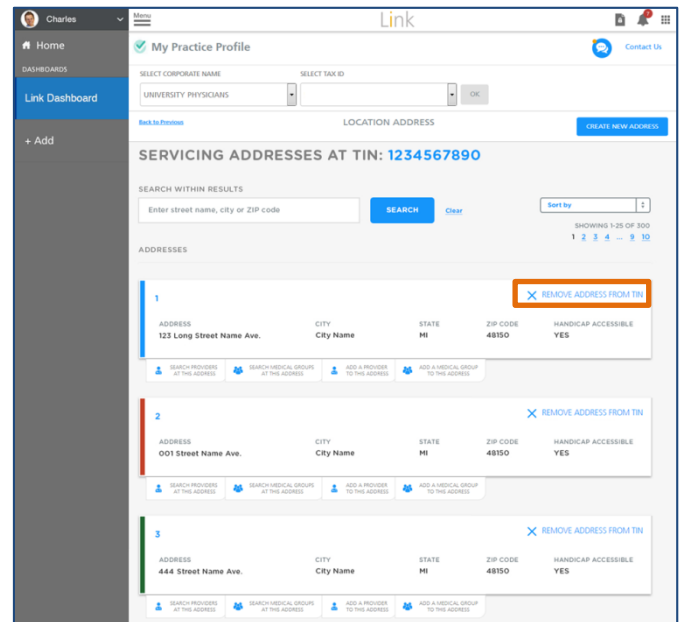 Charles
Menu
Link
7
Home
My Practice Profile
Contact Us
DASHBOARDS
SELECT CORPORATE NAME
SELECT TAX ID
Link Dashboard
UNIVERSITY PHYSICIANS
OK
Back to Previous
LOCATION ADDRESS
CREATE NEW ADDRESS
+ Add
SERVICING ADDRESSES AT TIN: 1234567890
SEARCH WITHIN RESULTS
Enter street name, city or ZIP code
SEARCH
Clear
Sort by
SHOWING 1-25 OF 300
1 2 3 4 ... 9 10
ADDRESSES
1
REMOVE ADDRESS FROM TIN
ADDRESS CITY STATE ZIP CODE HANDICAP ACCESSIBLE
123 Long Street Name Ave. City Name MI 48150 YES
SEARCH PROVIDERS AT THIS ADDRESS
SEARCH MEDICAL GROUPS AT THIS ADDRESS
ADD A PROVIDER TO THIS ADDRESS
ADD A MEDICAL GROUP TO THIS ADDRESS
2
REMOVE ADDRESS FROM TIN
ADDRESS CITY STATE ZIP CODE HANDICAP ACCESSIBLE
001 Street Name Ave. City Name MI 48150 YES
SEARCH PROVIDERS AT THIS ADDRESS
SEARCH MEDICAL GROUPS AT THIS ADDRESS
ADD A PROVIDER TO THIS ADDRESS
ADD A MEDICAL GROUP TO THIS ADDRESS
3
REMOVE ADDRESS FROM TIN
ADDRESS CITY STATE ZIP CODE HANDICAP ACCESSIBLE
444 Street Name Ave. City Name MI 48150 YES
SEARCH PROVIDERS AT THIS ADDRESS
SEARCH MEDICAL GROUPS AT THIS ADDRESS
ADD A PROVIDER TO THIS ADDRESS
ADD A MEDICAL GROUP TO THIS ADDRESS